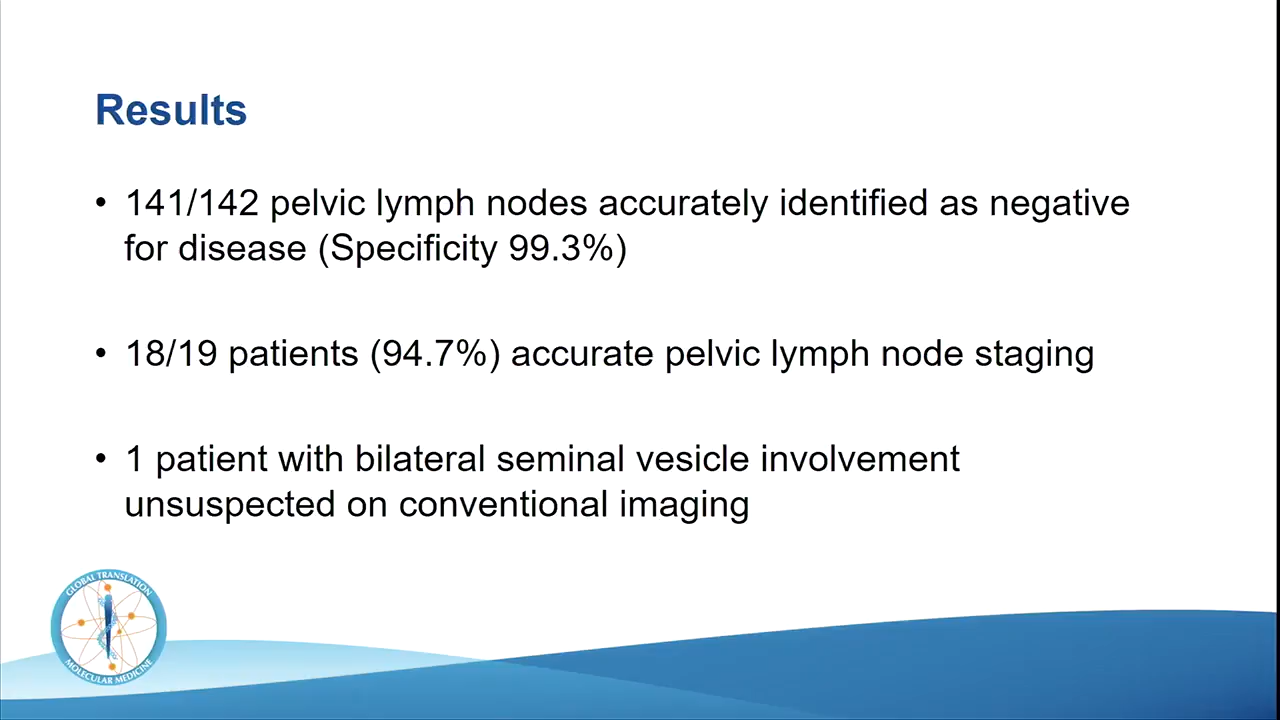 Results
• 141/142 pelvic lymph nodes accurately identified as negative
for disease (Specificity 99.3%)
• 18/19 patients (94.7%) accurate pelvic lymph node staging
• 1 patient with bilateral seminal vesicle involvement
unsuspected on conventional imaging
GLOBAL TRANSLATION
MOLECULAR MEDICINE